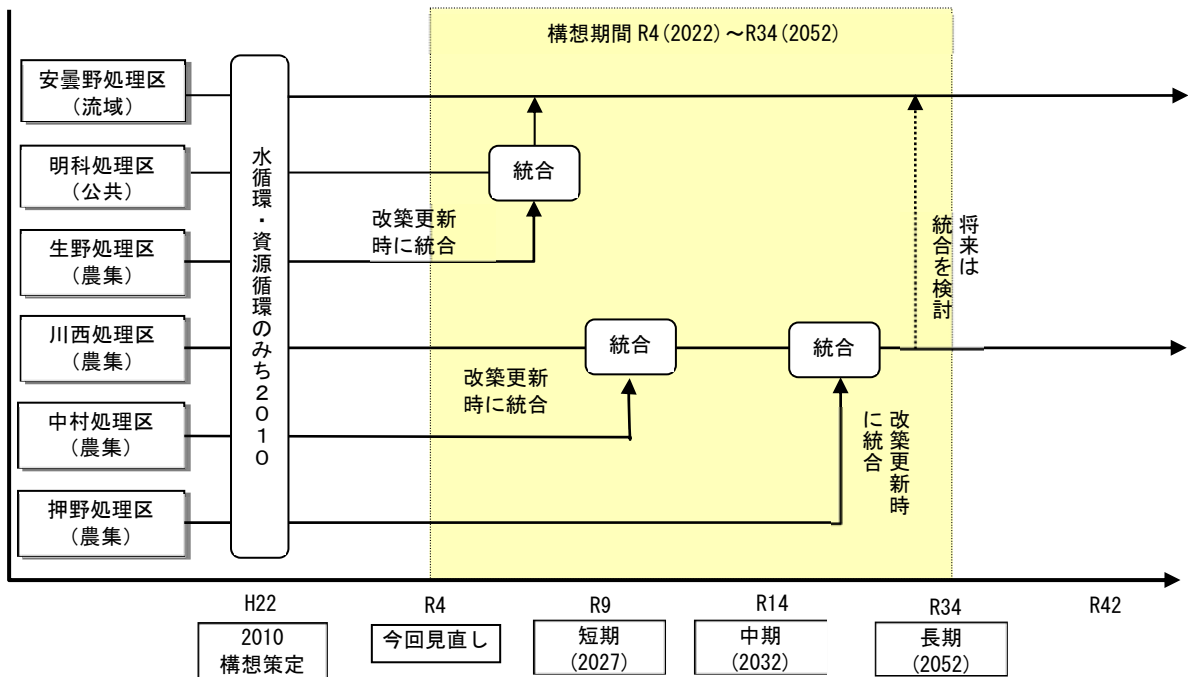 構想期間 R4(2022)～R34(2052)
安曇野処理区
(流域)
明科処理区
(公共)
生野処理区
(農集)
川西処理区
(農集)
中村処理区
(農集)
押野処理区
(農集)
水循環・資源循環のみち2010
統合
改築更新
時に統合
統合
改築更新
時に統合
統合
改築更新時
に統合
将来は
統合を検討
H22
R4
R9
R14
R34
R42
2010
構想策定
今回見直し
短期
(2027)
中期
(2032)
長期
(2052)